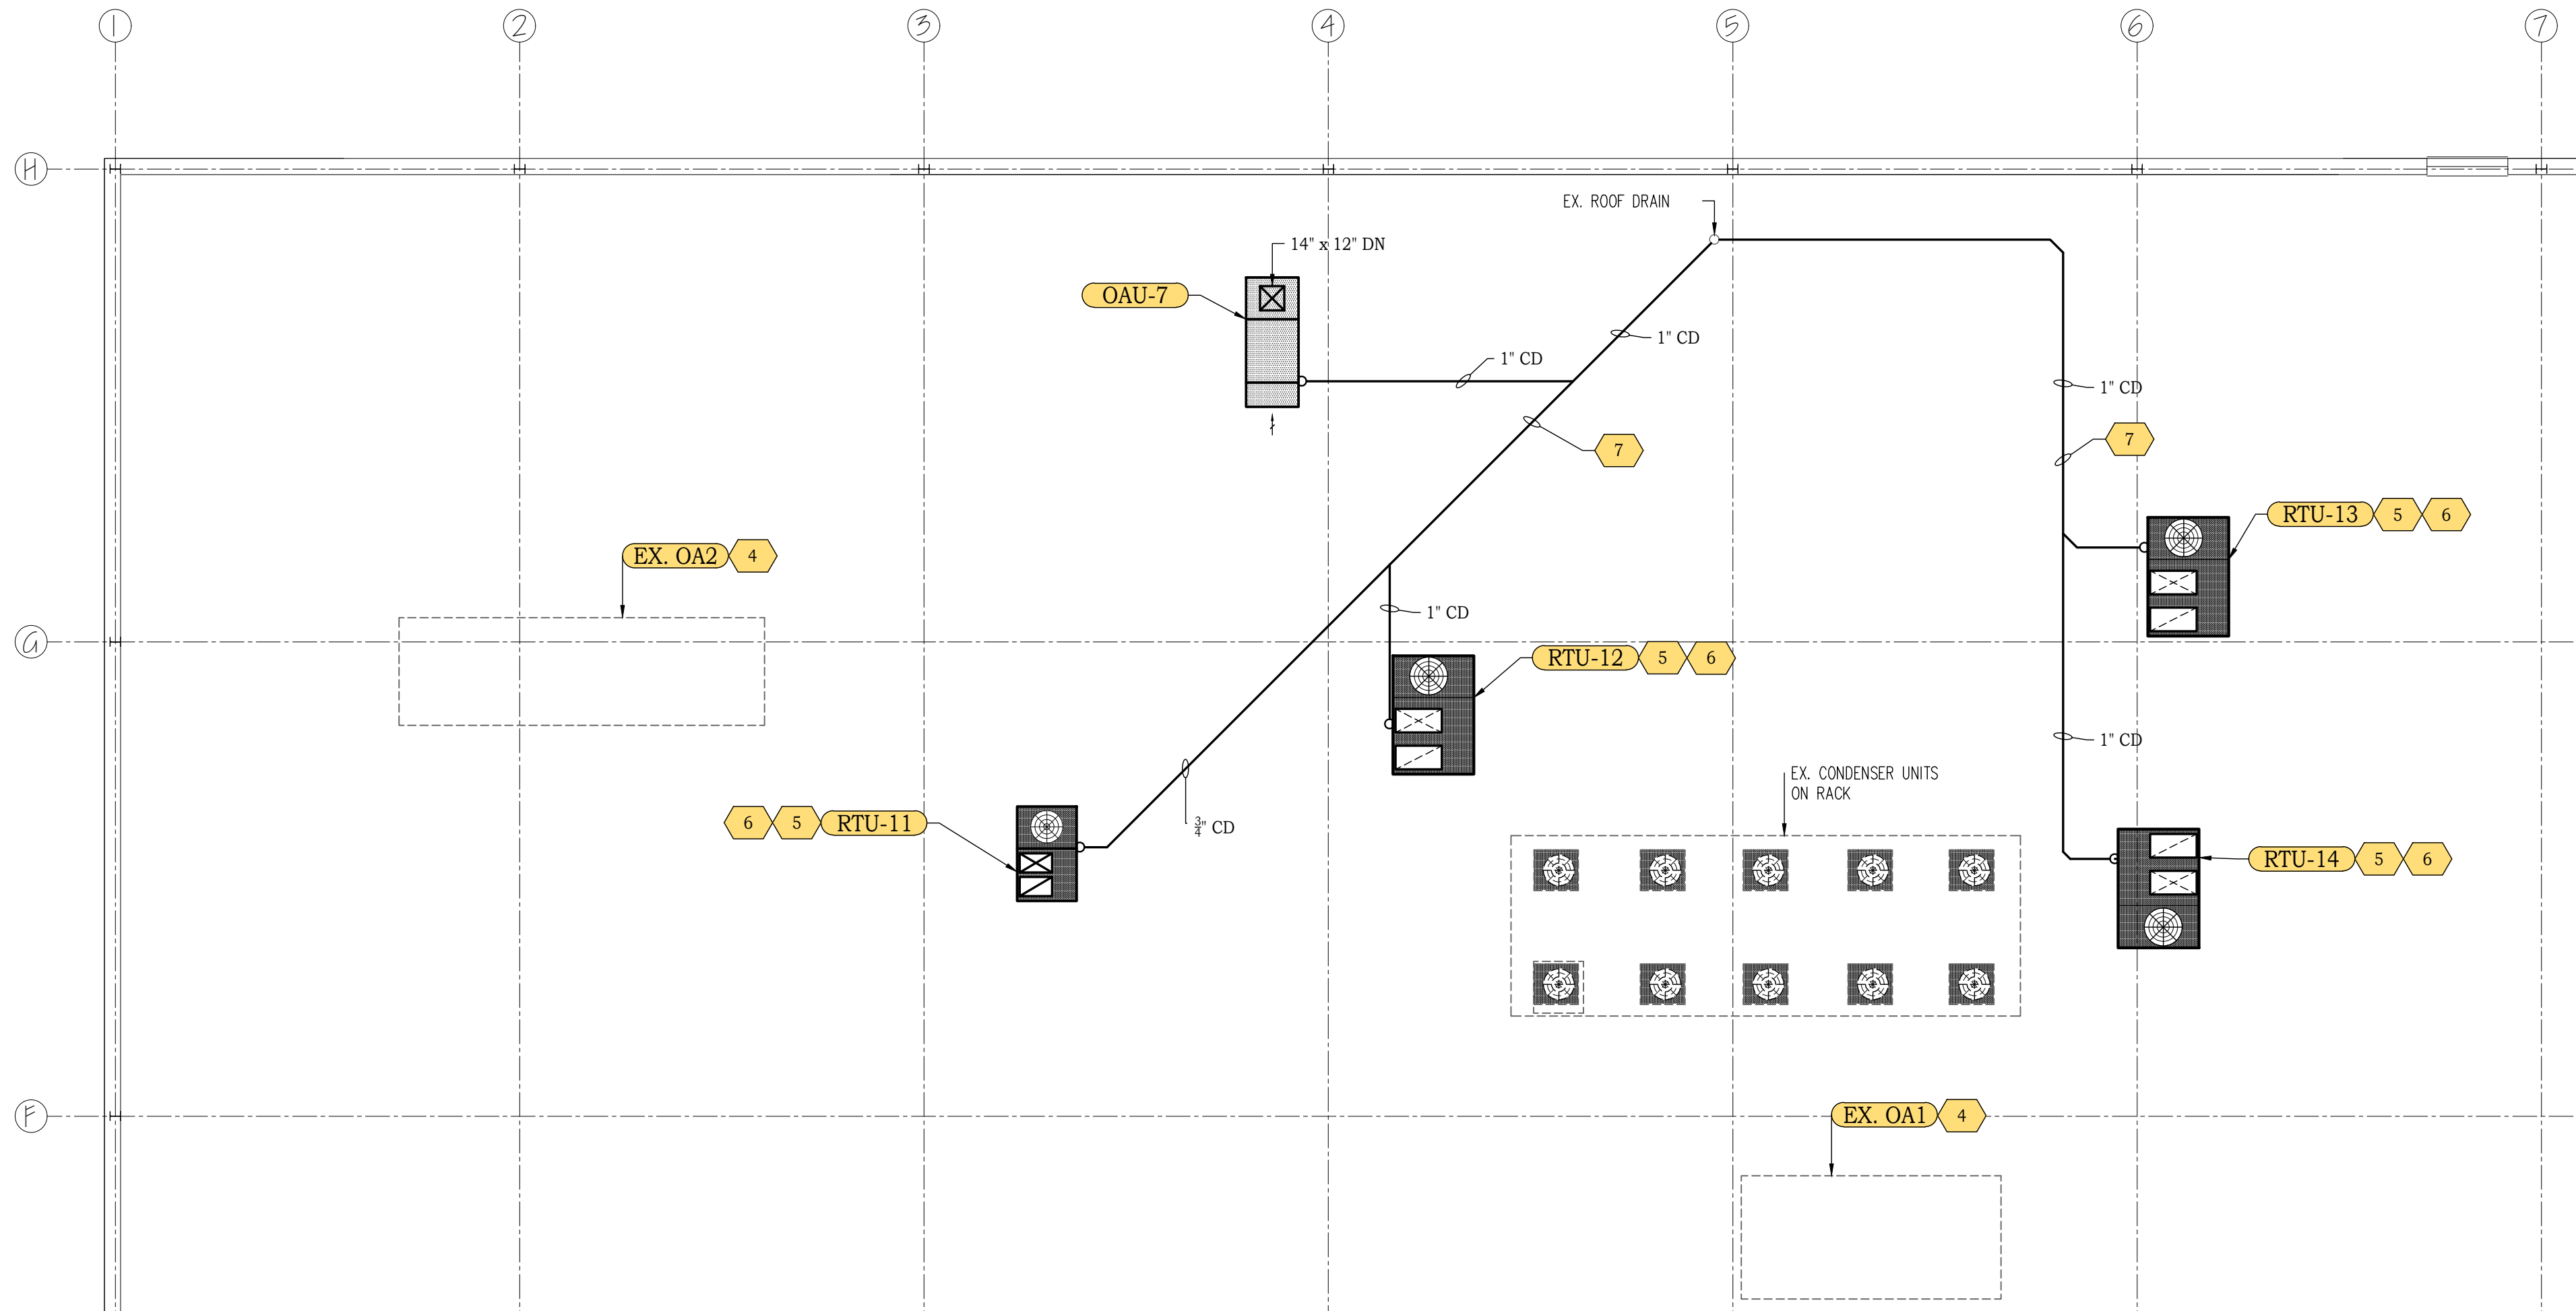 1
2
3
4
5
6
7
H
EX. ROOF DRAIN
14" x 12" DN
OAU-7
1" CD
1" CD
1" CD
7
7
RTU-13 5 6
EX. OA2 4
1" CD
G
RTU-12 5 6
1" CD
EX. CONDENSER UNITS
ON RACK
6 5 RTU-11
3/4" CD
RTU-14 5 6
F
EX. OA1 4